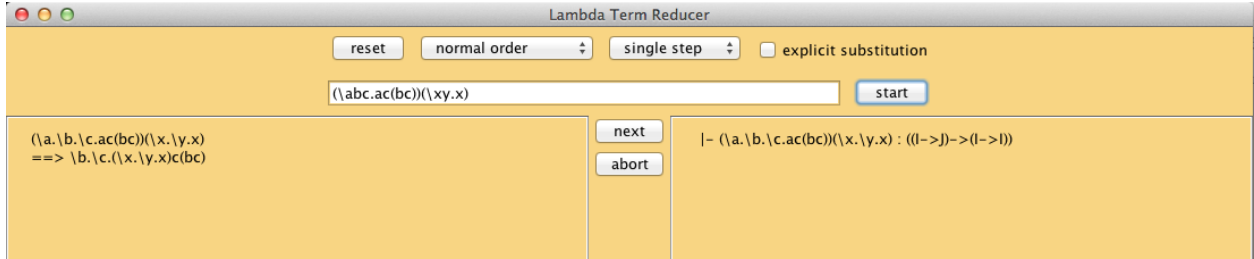 Lambda Term Reducer
reset normal order single step explicit substitution
(\abc.ac(bc))(\xy.x) start
(\a.\b.\c.ac(bc))(\x.\y.x)
==> \b.\c.(\x.\y.x)c(bc)
next
abort
|- (\a.\b.\c.ac(bc))(\x.\y.x) : ((I->J)->(I->I))